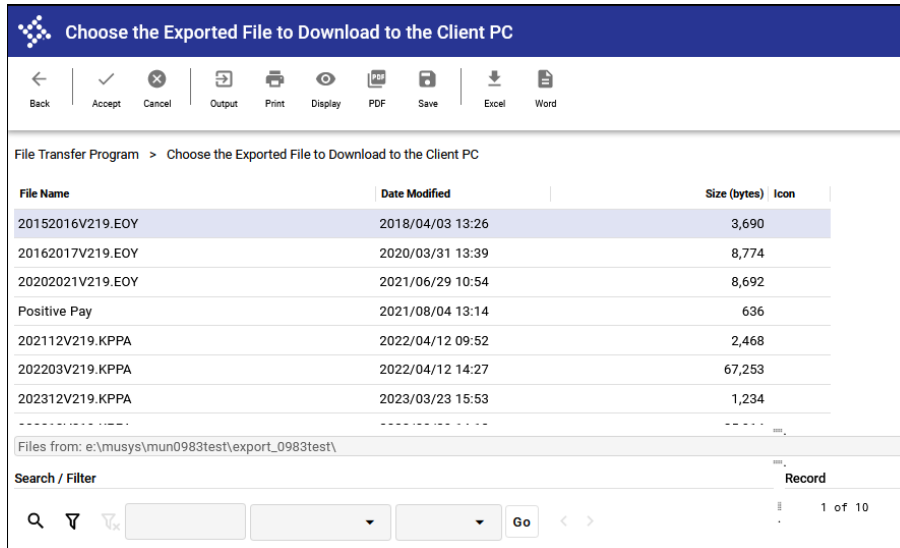 Choose the Exported File to Download to the Client PC
Back Accept Cancel Output Print Display PDF Save Excel Word
File Transfer Program > Choose the Exported File to Download to the Client PC
File Name Date Modified Size (bytes) Icon
20152016V219.EOY 2018/04/03 13:26 3,690
20162017V219.EOY 2020/03/31 13:39 8,774
20202021V219.EOY 2021/06/29 10:54 8,692
Positive Pay 2021/08/04 13:14 636
202112V219.KPPA 2022/04/12 09:52 2,468
202203V219.KPPA 2022/04/12 14:27 67,253
202312V219.KPPA 2023/03/23 15:53 1,234
Files from: e:\musys\mun0983test\export_0983test\
Search / Filter Record
Go 1 of 10